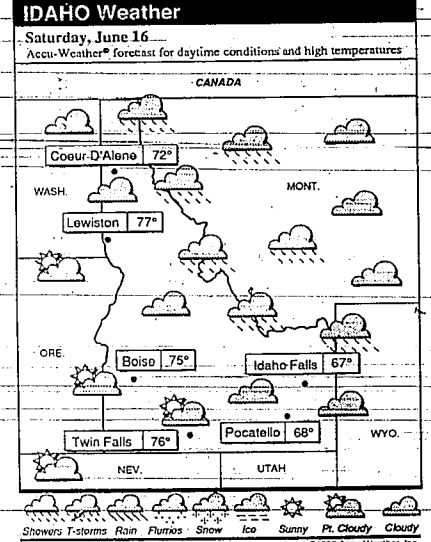 IDAHO Weather
Saturday, June 16
Accu-Weather® forecast for daytime conditions and high temperatures
CANADA
Coeur D'Alene 72°
WASH.
MONT.
Lewiston 77°
ORE.
Boise 75°
Idaho Falls 67°
Twin Falls 76°
Pocatello 68°
WYO.
NEV.
UTAH
Showers T-storms Rain Flurries Snow Ice Sunny Pt. Cloudy Cloudy